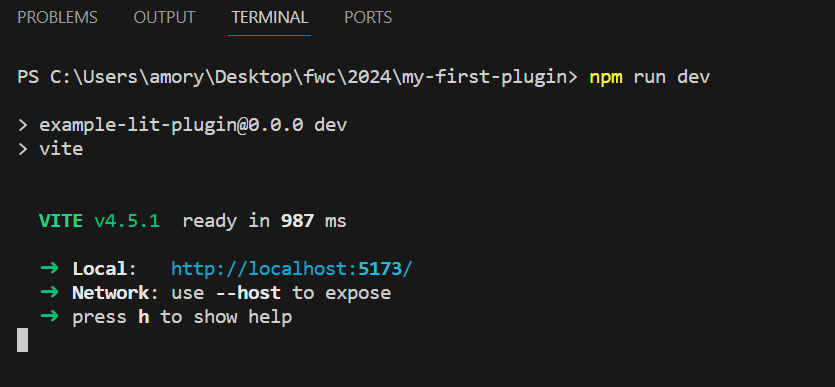 PROBLEMS OUTPUT TERMINAL PORTS
PS C:\Users\amory\Desktop\fwc\2024\my-first-plugin> npm run dev
> example-lit-plugin@0.0.0 dev
> vite
VITE v4.5.1 ready in 987 ms
➜ Local: http://localhost:5173/
➜ Network: use --host to expose
➜ press h to show help